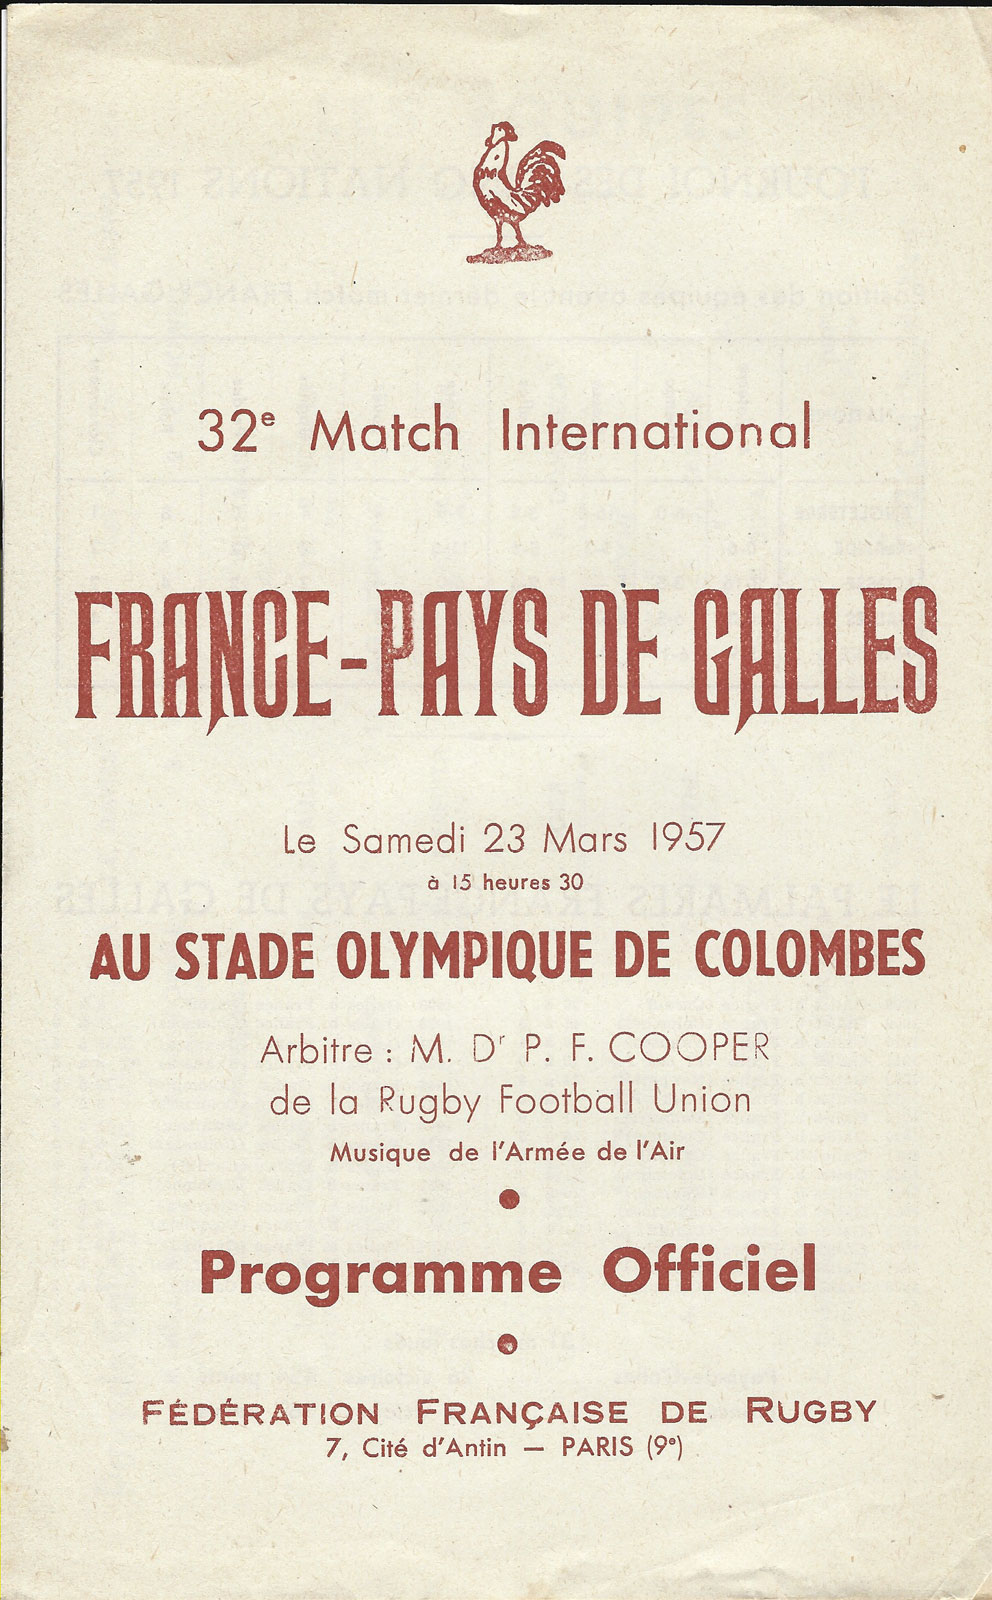 32e Match International
FRANCE-PAYS DE GALLES
Le Samedi 23 Mars 1957
à 15 heures 30
AU STADE OLYMPIQUE DE COLOMBES
Arbitre : M. Dr P. F. COOPER
de la Rugby Football Union
Musique de l'Armée de l'Air
Programme Officiel
FÉDÉRATION FRANÇAISE DE RUGBY
7, Cité d'Antin — PARIS (9e)